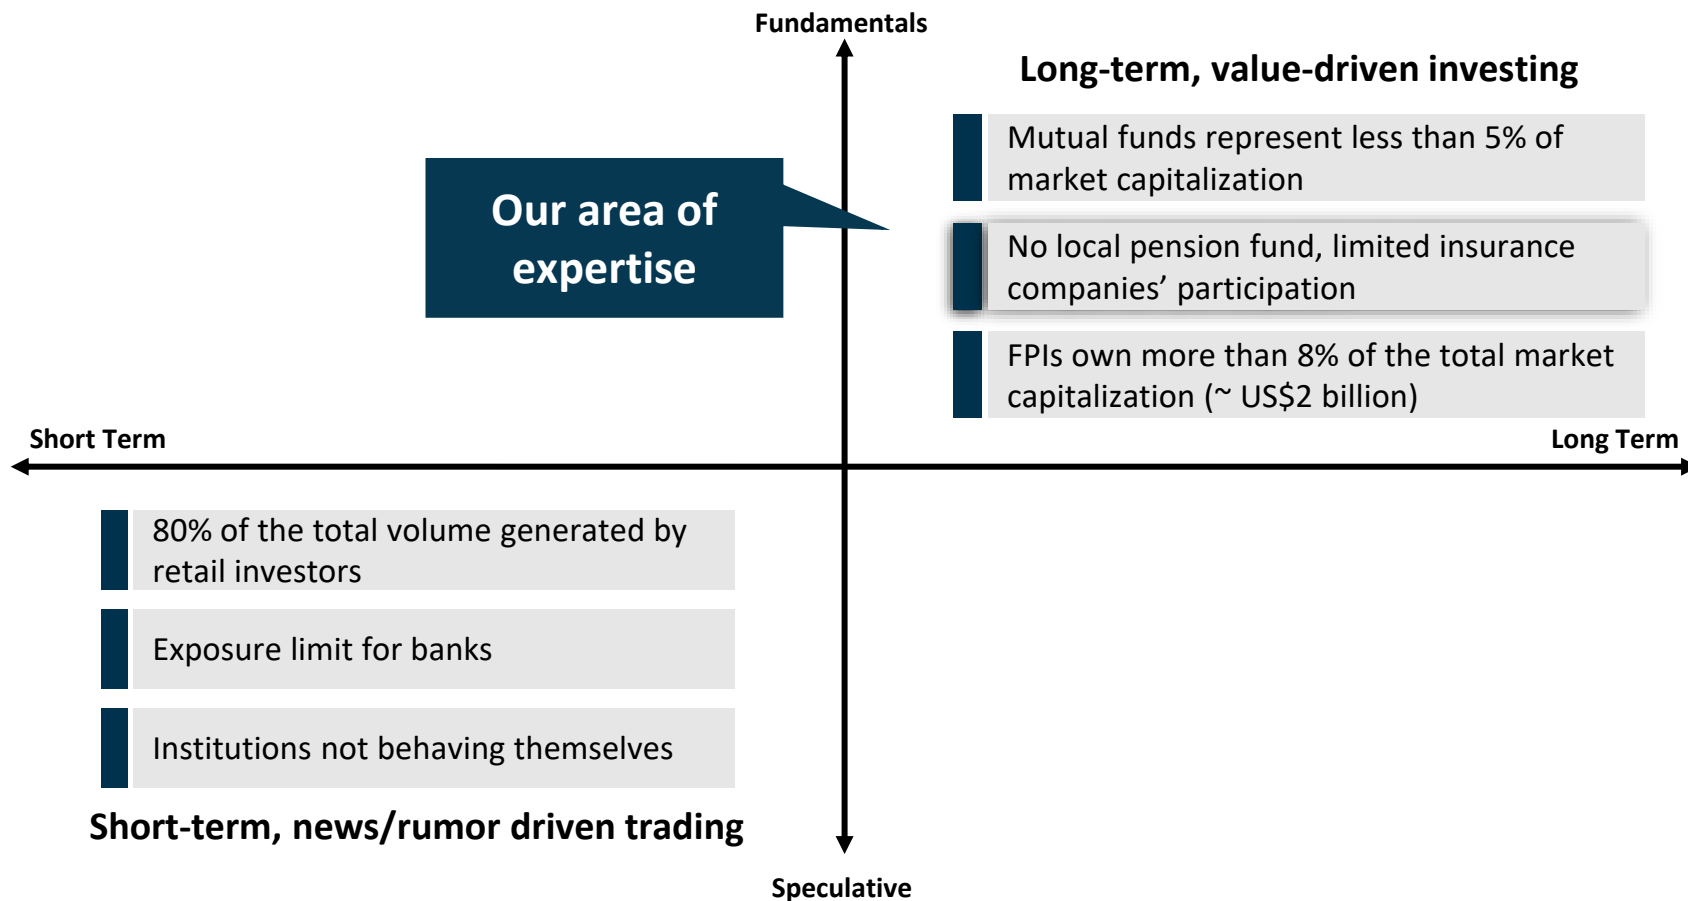 Fundamentals
Long-term, value-driven investing
Mutual funds represent less than 5% of
market capitalization
Our area of
expertise
No local pension fund, limited insurance
companies’ participation
FPIs own more than 8% of the total market
capitalization (~ US$2 billion)
Short Term
Long Term
80% of the total volume generated by
retail investors
Exposure limit for banks
Institutions not behaving themselves
Short-term, news/rumor driven trading
Speculative